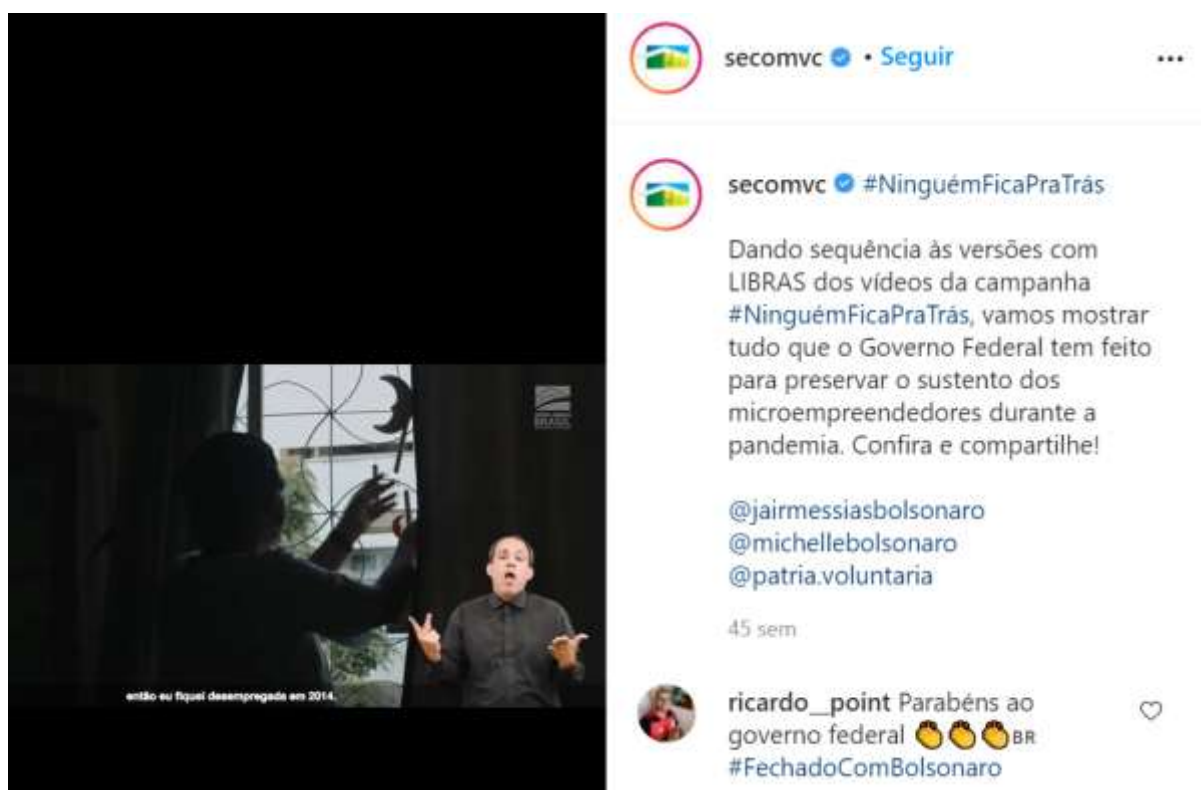 secomvc • Seguir
secomvc #NinguémFicaPraTrás
Dando sequência às versões com
LIBRAS dos vídeos da campanha
#NinguémFicaPraTrás, vamos mostrar
tudo que o Governo Federal tem feito
para preservar o sustento dos
microempreendedores durante a
pandemia. Confira e compartilhe!
@jairmessiasbolsonaro
@michellebolsonaro
@patria.voluntaria
45 sem
ricardo__point Parabéns ao
governo federal 👏👏👏BR
#FechadoComBolsonaro
BRASIL
então eu fiquei desempregada em 2014.